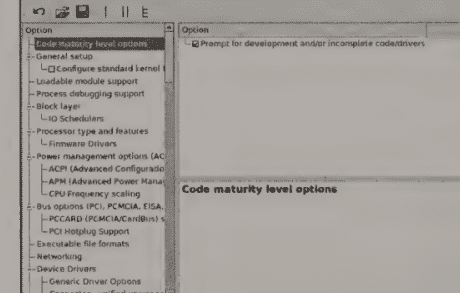 Option
Code maturity level options
General setup
Configure standard kernel
Loadable module support
Process debugging support
Block layer
IO Schedulers
Processor type and features
Firmware Drivers
Power management options (AC
ACPI (Advanced Configuratio
APM (Advanced Power Mana
CPU Frequency scaling
Bus options (PCI, PCMCIA, EISA,
PCCARD (PCMCIA/CardBus) s
PCI Hotplug Support
Executable file formats
Networking
Device Drivers
Generic Driver Options
Option
Prompt for development and/or incomplete code/drivers
Code maturity level options